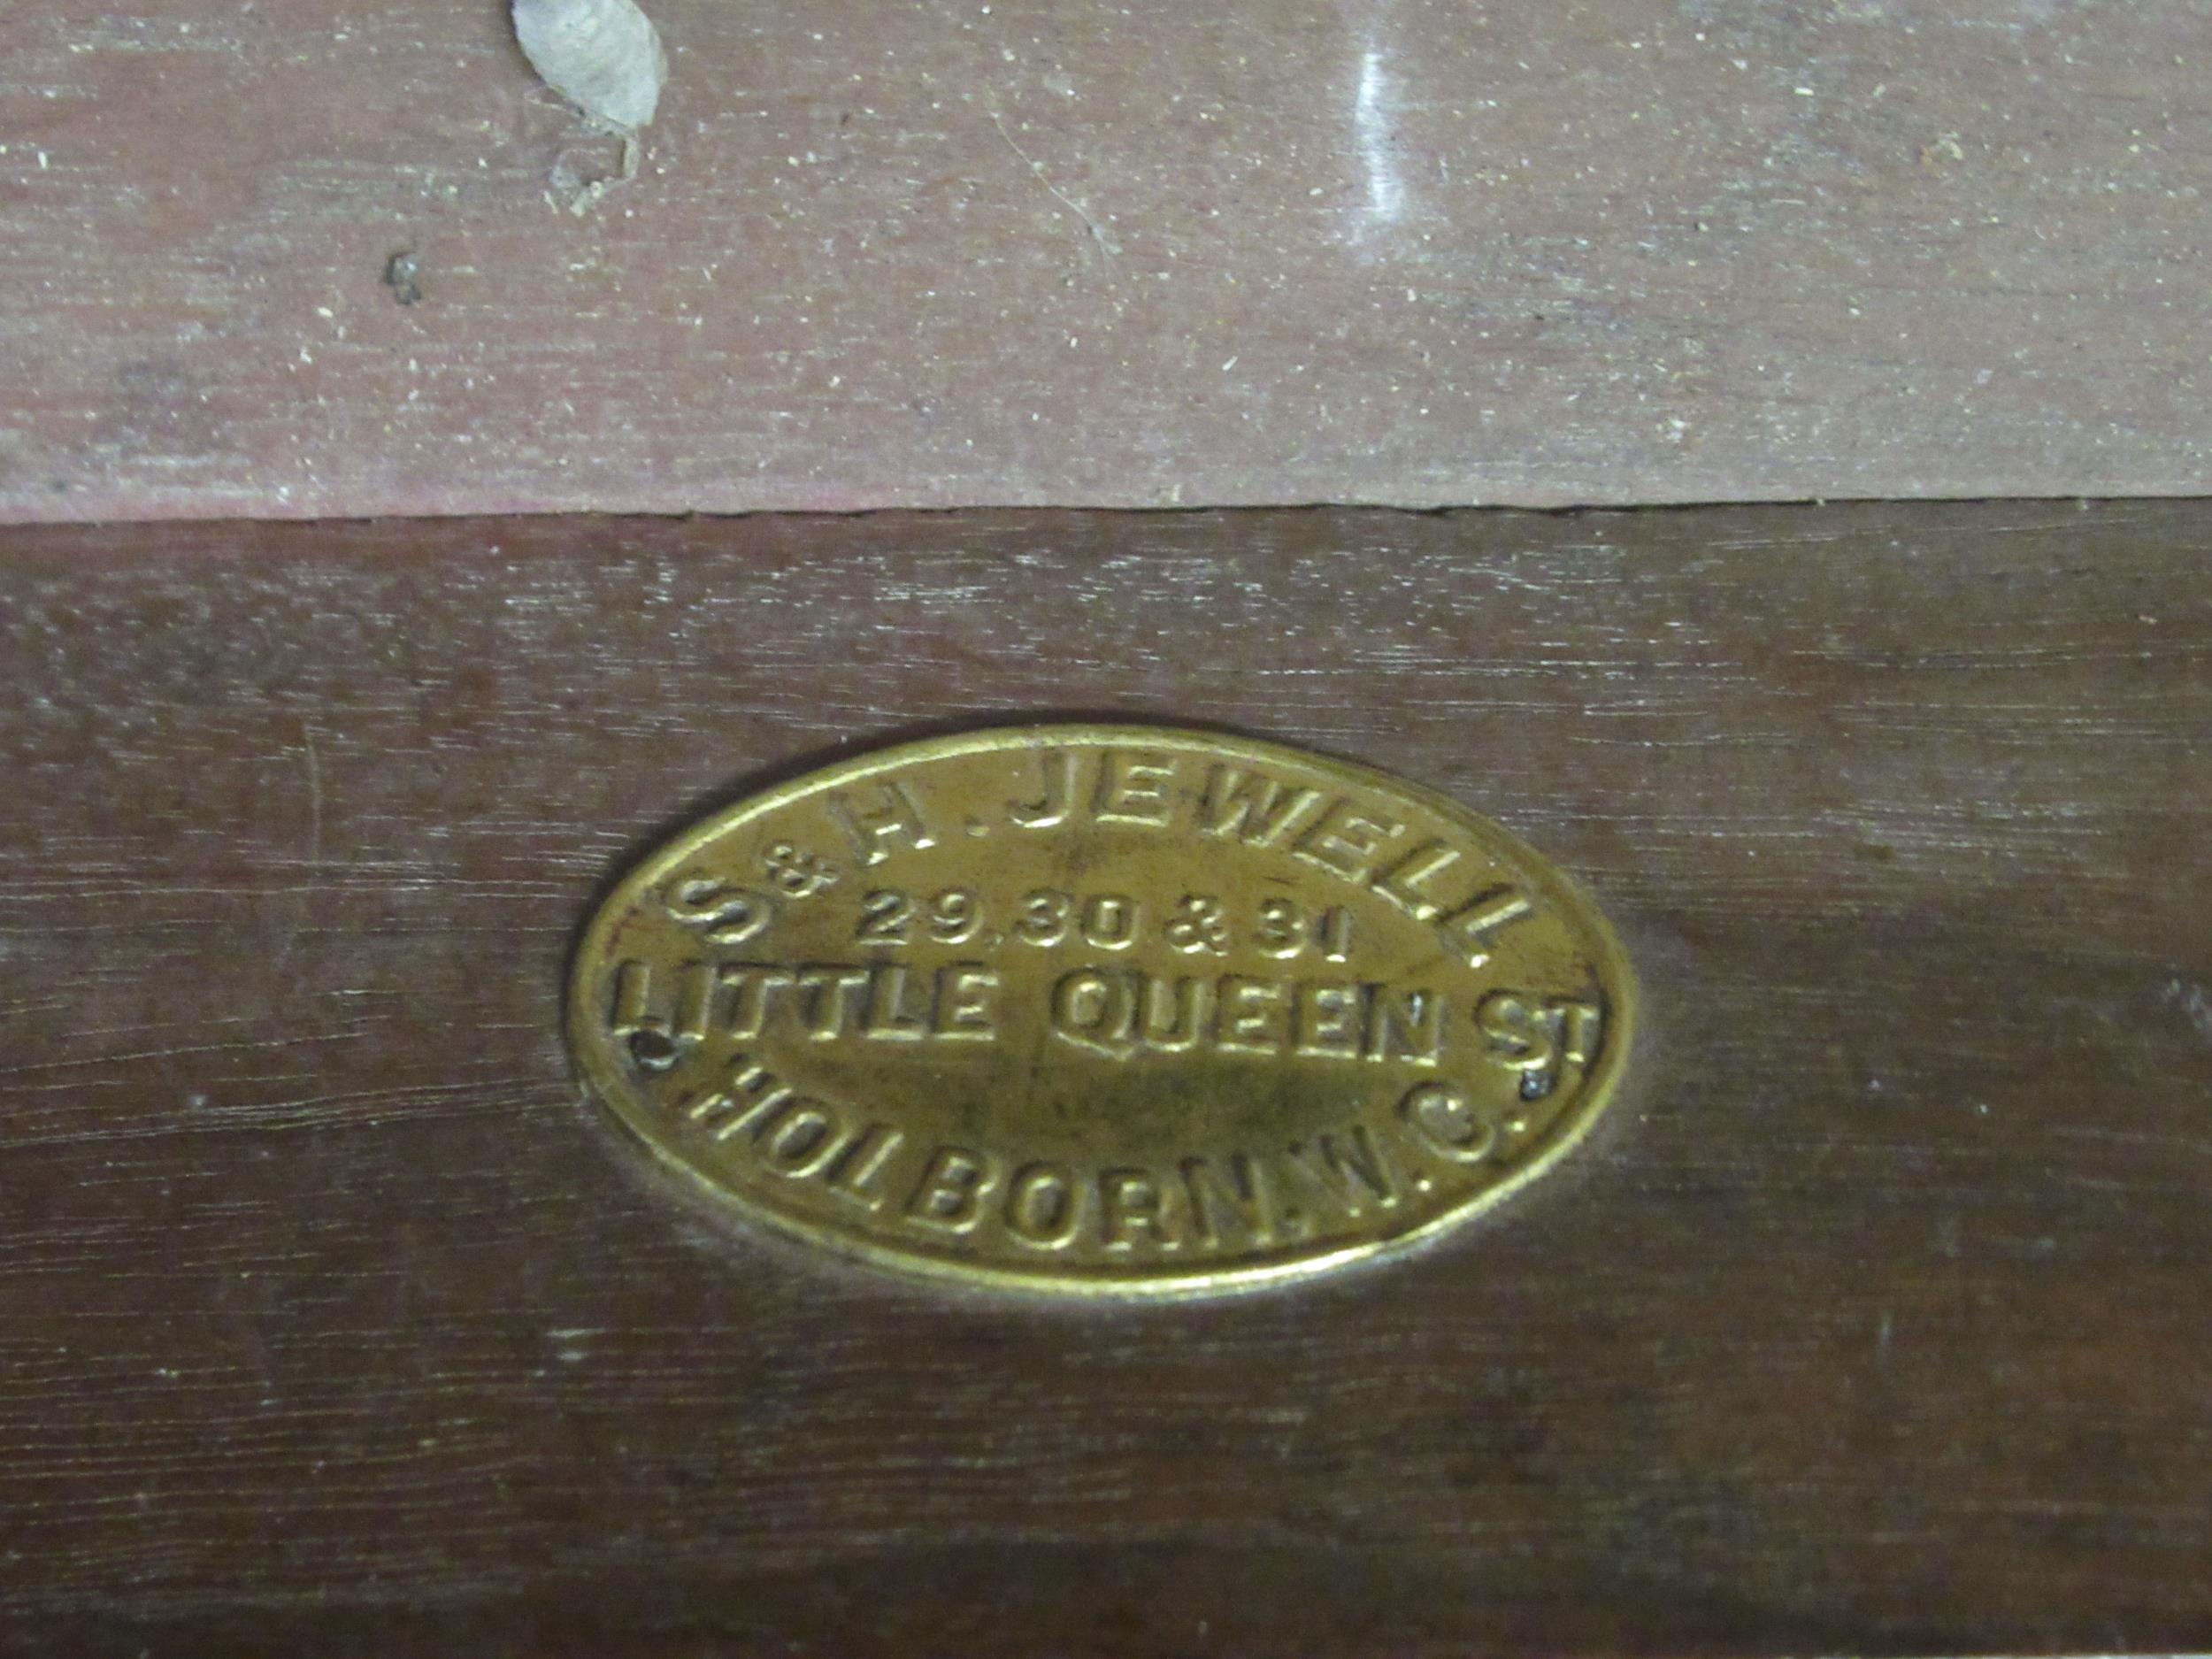 S & H. JEWELL
29, 30 & 31
LITTLE QUEEN ST
HOLBORN. W. C.